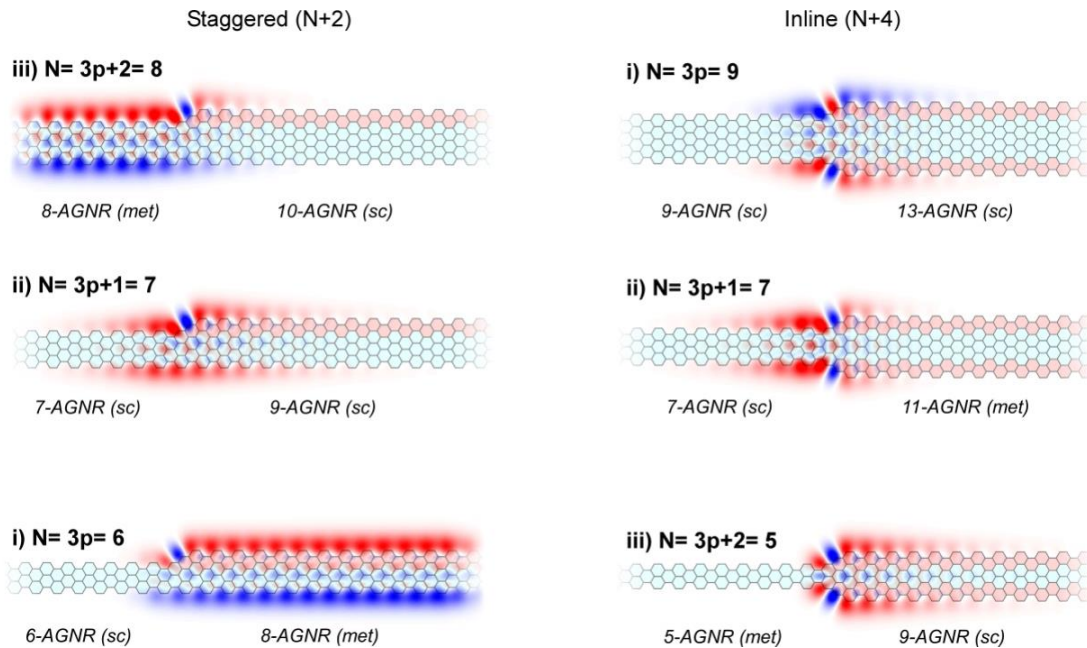 Staggered (N+2)
Inline (N+4)
iii) N= 3p+2= 8
8-AGNR (met)
10-AGNR (sc)
ii) N= 3p+1= 7
7-AGNR (sc)
9-AGNR (sc)
i) N= 3p= 6
6-AGNR (sc)
8-AGNR (met)
i) N= 3p= 9
9-AGNR (sc)
13-AGNR (sc)
ii) N= 3p+1= 7
7-AGNR (sc)
11-AGNR (met)
iii) N= 3p+2= 5
5-AGNR (met)
9-AGNR (sc)